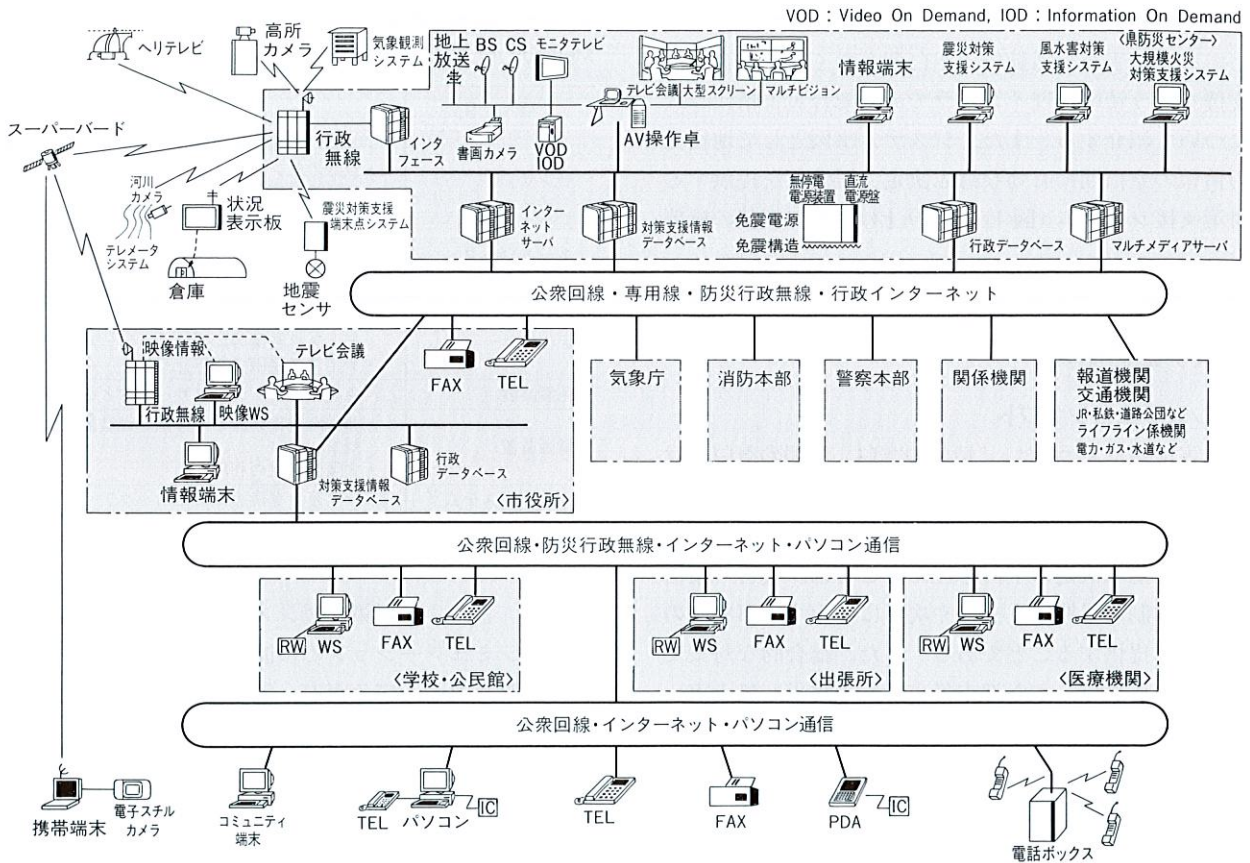 VOD：Video On Demand, IOD：Information On Demand
ヘリテレビ
高所
カメラ
気象観測
システム
地上
放送
BS
CS
モニタテレビ
テレビ会議
大型スクリーン
マルチビジョン
情報端末
震災対策
支援システム
風水害対策
支援システム
〈県防災センター〉
大規模火災
対策支援システム
スーパーバード
行政
無線
インタ
フェース
書画カメラ
VOD
IOD
AV操作卓
河川
カメラ
テレメータ
システム
状況
表示板
倉庫
震災対策支援
端末点システム
地震
センサ
インター
ネット
サーバ
対策支援情報
データベース
無停電
電源装置
直流
電源盤
免震電源
免震構造
行政データベース
マルチメディアサーバ
公衆回線・専用線・防災行政無線・行政インターネット
映像情報
テレビ会議
行政無線
映像WS
FAX
TEL
情報端末
対策支援情報
データベース
行政
データベース
〈市役所〉
気象庁
消防本部
警察本部
関係機関
報道機関
交通機関
JR・私鉄・道路公団など
ライフライン係機関
電力・ガス・水道など
公衆回線・防災行政無線・インターネット・パソコン通信
RW
WS
FAX
TEL
〈学校・公民館〉
RW
WS
FAX
TEL
〈出張所〉
RW
WS
FAX
TEL
〈医療機関〉
公衆回線・インターネット・パソコン通信
携帯端末
電子スチル
カメラ
コミュニティ
端末
TEL
パソコン
IC
TEL
FAX
PDA
IC
電話ボックス